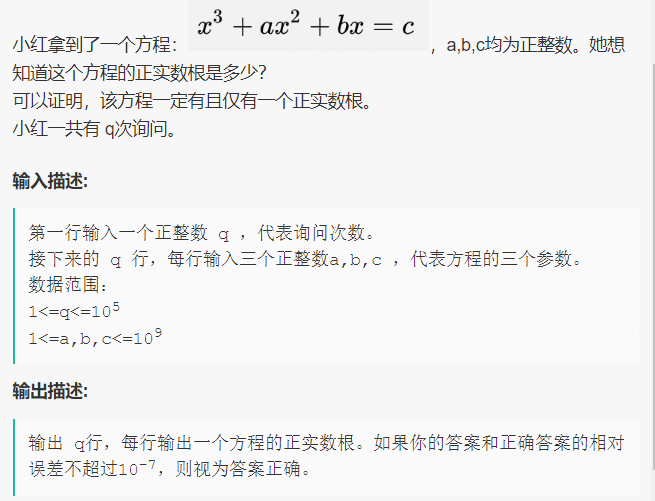 小红拿到了一个方程： x³ + ax² + bx = c ，a,b,c均为正整数。她想
知道这个方程的正实数根是多少？
可以证明，该方程一定有且仅有一个正实数根。
小红一共有 q次询问。
输入描述:
第一行输入一个正整数 q ，代表询问次数。
接下来的 q 行，每行输入三个正整数a,b,c ，代表方程的三个参数。
数据范围：
1<=q<=10⁵
1<=a,b,c<=10⁹
输出描述:
输出 q行，每行输出一个方程的正实数根。如果你的答案和正确答案的相对
误差不超过10⁻⁷，则视为答案正确。